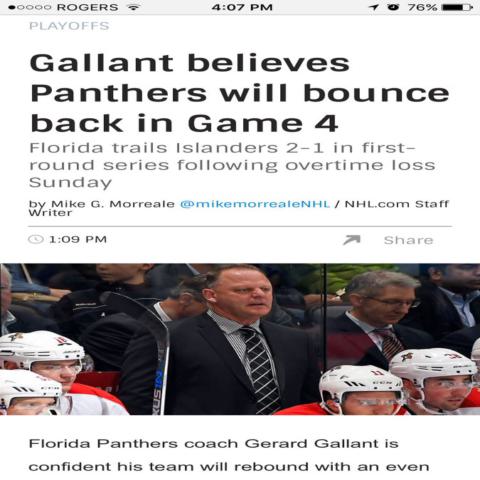 ROGERS 4:07 PM 76%
PLAYOFFS
Gallant believes
Panthers will bounce
back in Game 4
Florida trails Islanders 2-1 in first-
round series following overtime loss
Sunday
by Mike G. Morreale @mikemorrealeNHL / NHL.com Staff
Writer
1:09 PM Share
Florida Panthers coach Gerard Gallant is
confident his team will rebound with an even